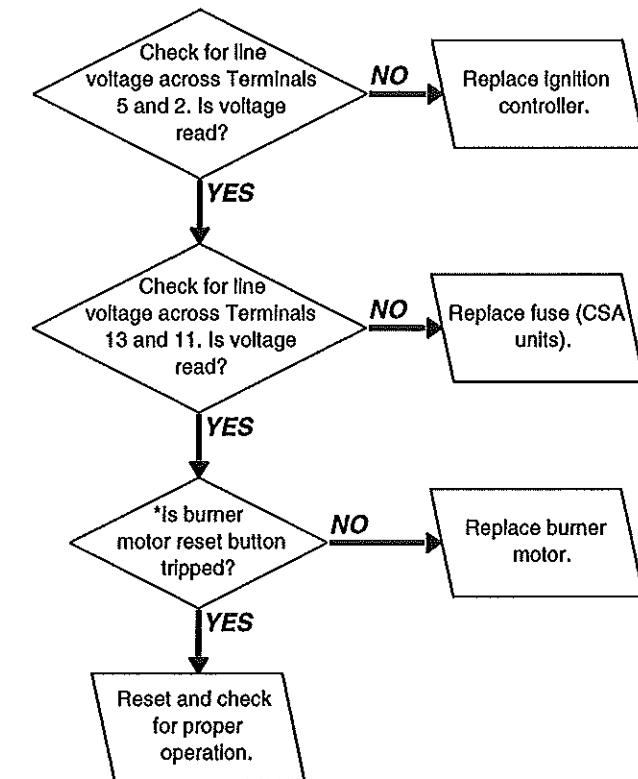 Check for line
voltage across Terminals
5 and 2. Is voltage
read?
NO
Replace ignition
controller.
YES
Check for line
voltage across Terminals
13 and 11. Is voltage
read?
NO
Replace fuse (CSA
units).
YES
*Is burner
motor reset button
tripped?
NO
Replace burner
motor.
YES
Reset and check
for proper
operation.